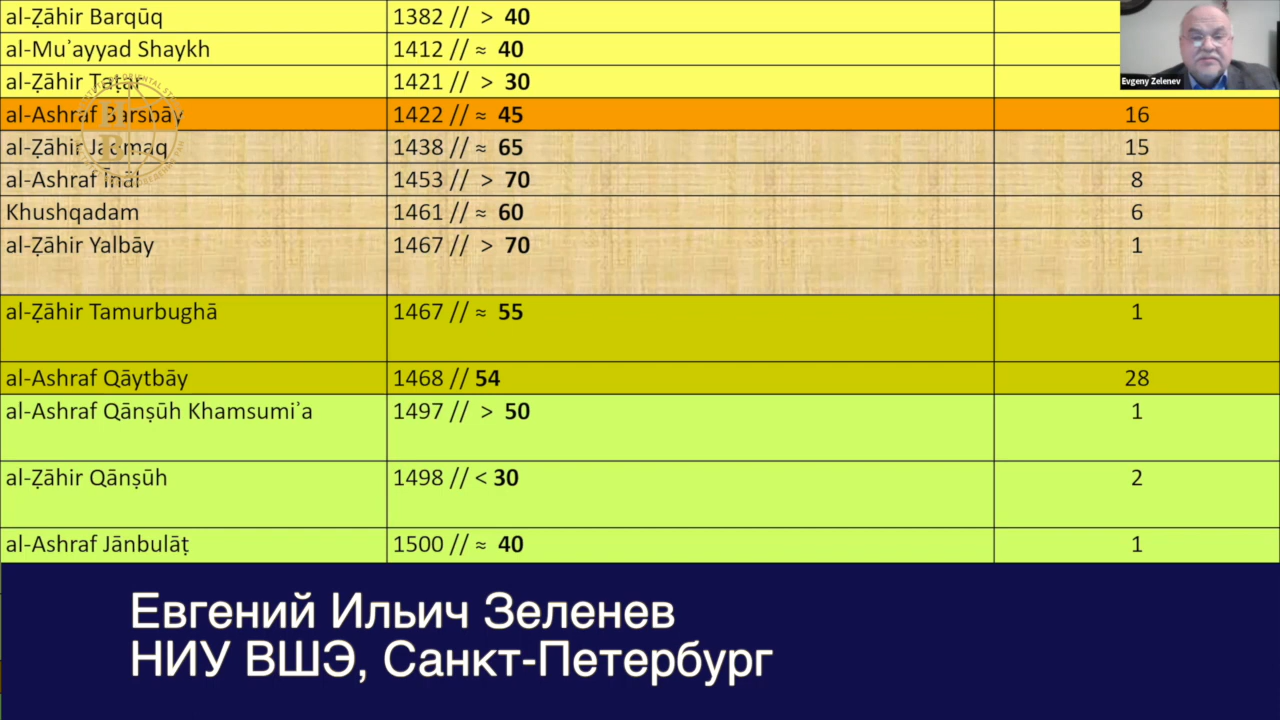 al-Ẓāhir Barqūq 1382 // > 40
al-Muʾayyad Shaykh 1412 // ≈ 40
al-Ẓāhir Taṭar 1421 // > 30
Evgeny Zelenev
al-Ashraf Barsbāy 1422 // ≈ 45 16
al-Ẓāhir Jaqmaq 1438 // ≈ 65 15
al-Ashraf Īnāl 1453 // > 70 8
Khushqadam 1461 // ≈ 60 6
al-Ẓāhir Yalbāy 1467 // > 70 1
al-Ẓāhir Tamurbughā 1467 // ≈ 55 1
al-Ashraf Qāytbāy 1468 // 54 28
al-Ashraf Qānṣūh Khamsumiʾa 1497 // > 50 1
al-Ẓāhir Qānṣūh 1498 // < 30 2
al-Ashraf Jānbulāṭ 1500 // ≈ 40 1
Евгений Ильич Зеленев
НИУ ВШЭ, Санкт-Петербург